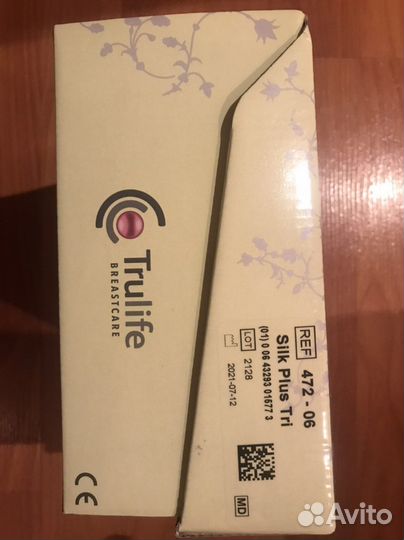 Trulife
BREASTCARE
CE
REF 472 - 06
Silk Plus Tri
(01) 0 06 43293 01677 3
LOT 2128
2021-07-12
MD
Avito